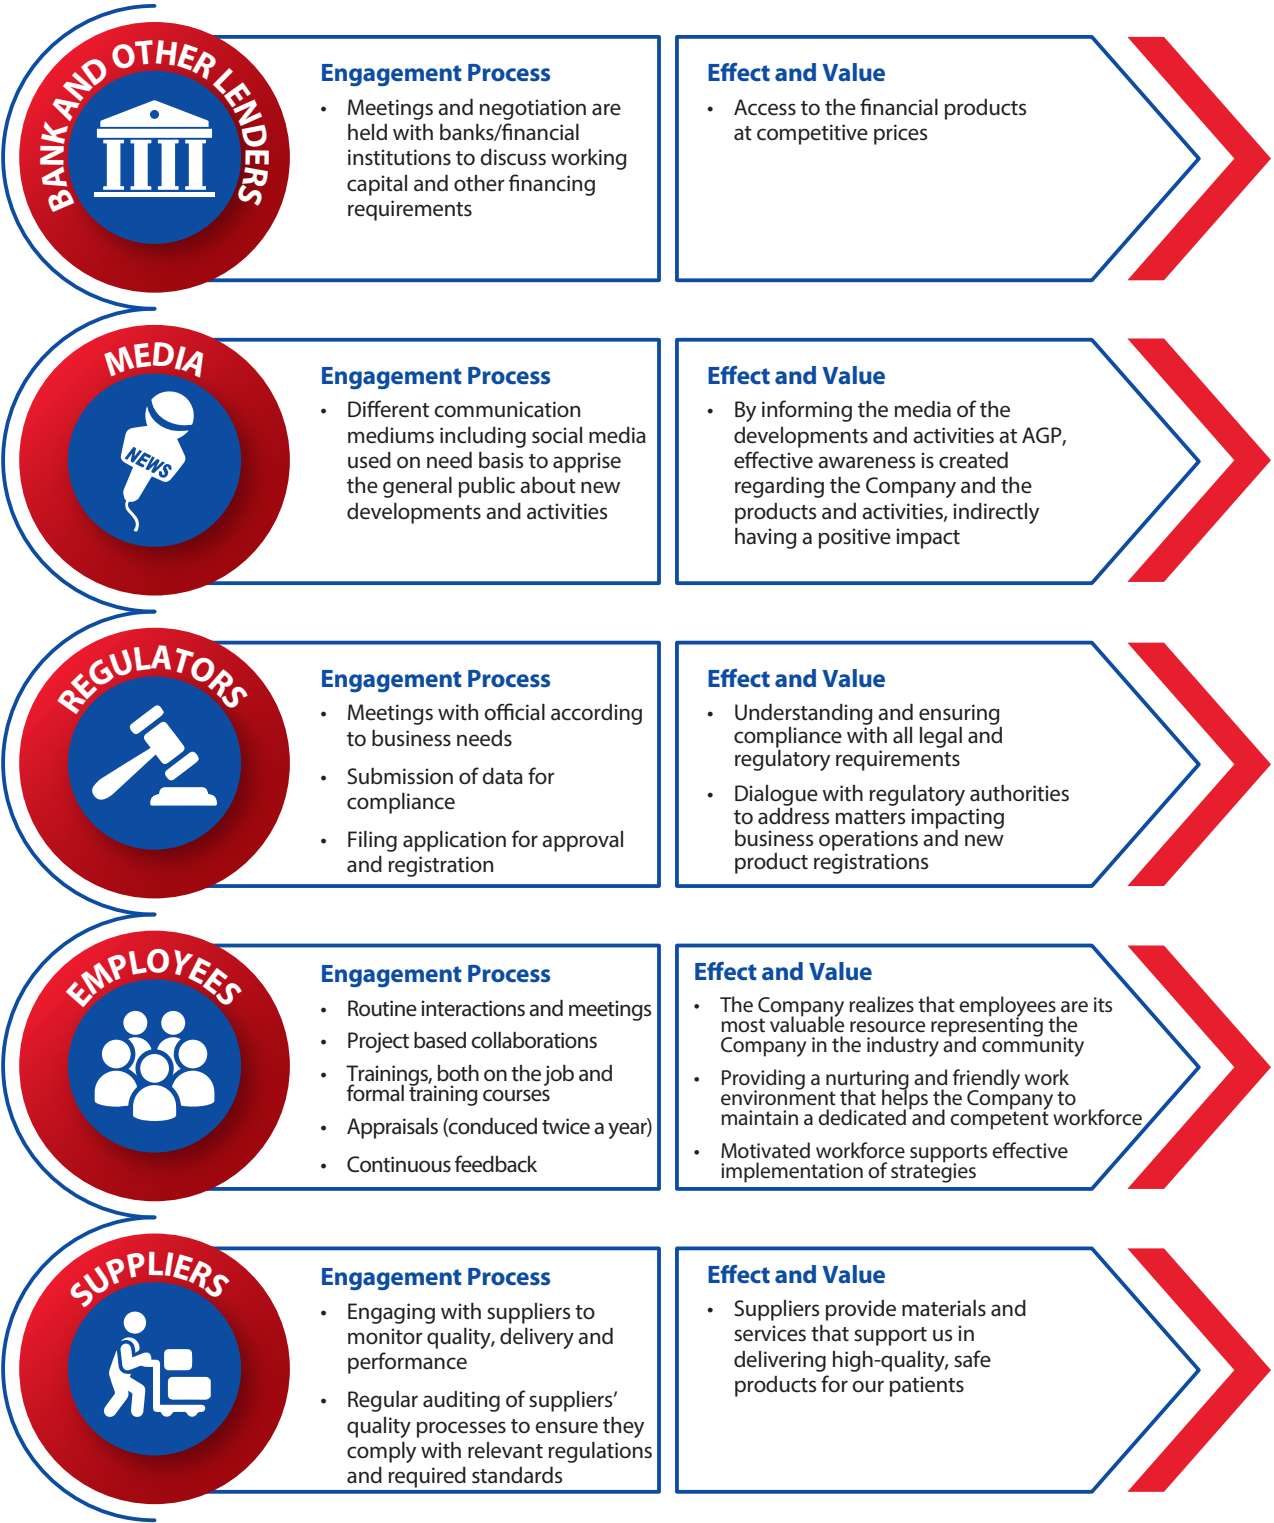 BANK AND OTHER LENDERS
Engagement Process
• Meetings and negotiation are
held with banks/financial
institutions to discuss working
capital and other financing
requirements
Effect and Value
• Access to the financial products
at competitive prices
MEDIA
NEWS
Engagement Process
• Different communication
mediums including social media
used on need basis to apprise
the general public about new
developments and activities
Effect and Value
• By informing the media of the
developments and activities at AGP,
effective awareness is created
regarding the Company and the
products and activities, indirectly
having a positive impact
REGULATORS
Engagement Process
• Meetings with official according
to business needs
• Submission of data for
compliance
• Filing application for approval
and registration
Effect and Value
• Understanding and ensuring
compliance with all legal and
regulatory requirements
• Dialogue with regulatory authorities
to address matters impacting
business operations and new
product registrations
EMPLOYEES
Engagement Process
• Routine interactions and meetings
• Project based collaborations
• Trainings, both on the job and
formal training courses
• Appraisals (conduced twice a year)
• Continuous feedback
Effect and Value
• The Company realizes that employees are its
most valuable resource representing the
Company in the industry and community
• Providing a nurturing and friendly work
environment that helps the Company to
maintain a dedicated and competent workforce
• Motivated workforce supports effective
implementation of strategies
SUPPLIERS
Engagement Process
• Engaging with suppliers to
monitor quality, delivery and
performance
• Regular auditing of suppliers’
quality processes to ensure they
comply with relevant regulations
and required standards
Effect and Value
• Suppliers provide materials and
services that support us in
delivering high-quality, safe
products for our patients